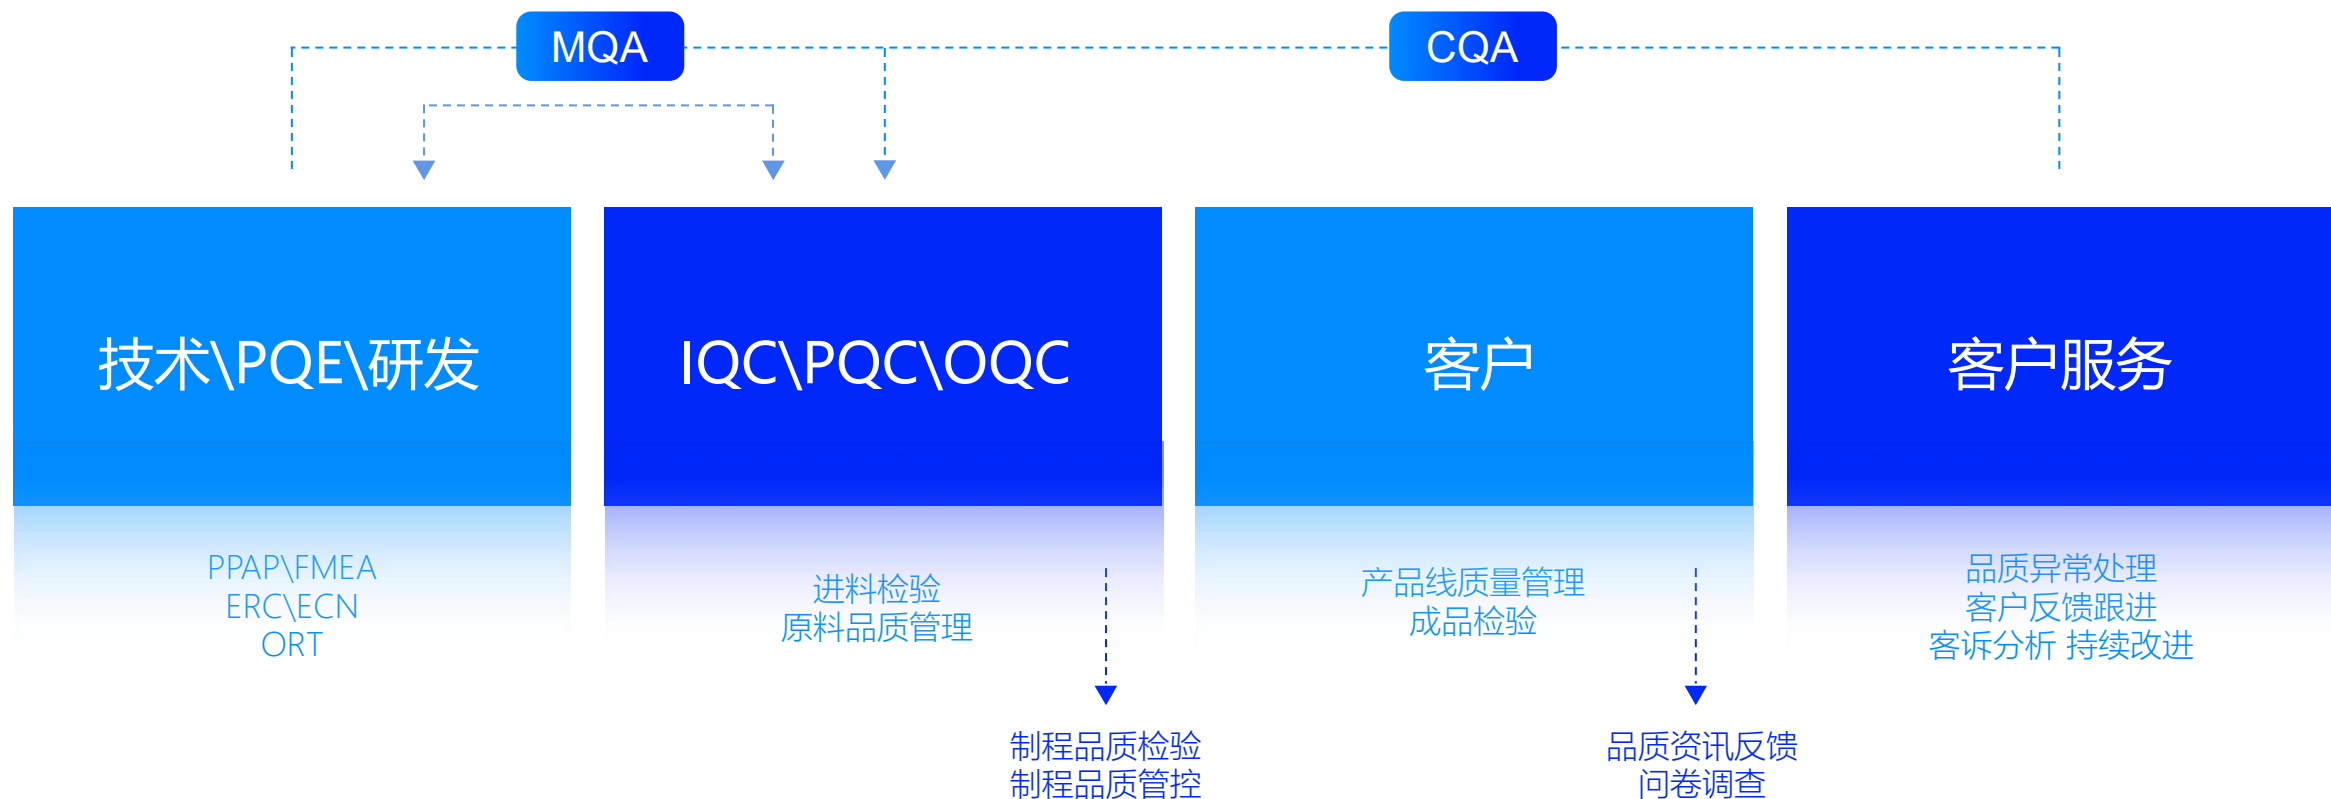 MQA
CQA
技术\PQE\研发
IQC\PQC\OQC
客户
客户服务
PPAP\FMEA
ERC\ECN
ORT
进料检验
原料品质管理
产品线质量管理
成品检验
品质异常处理
客户反馈跟进
客诉分析 持续改进
制程品质检验
制程品质管控
品质资讯反馈
问卷调查